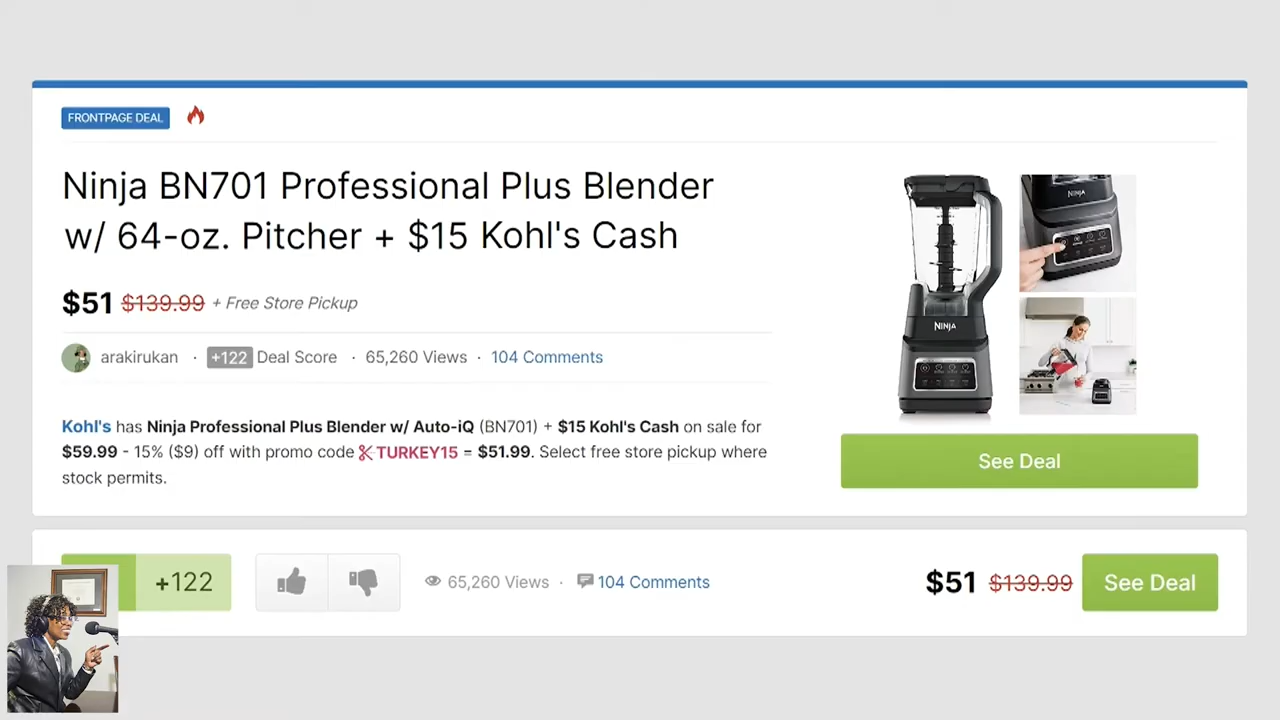 FRONTPAGE DEAL
Ninja BN701 Professional Plus Blender
w/ 64-oz. Pitcher + $15 Kohl's Cash
$51 $139.99 + Free Store Pickup
arakirukan · +122 Deal Score · 65,260 Views · 104 Comments
Kohl's has Ninja Professional Plus Blender w/ Auto-iQ (BN701) + $15 Kohl's Cash on sale for
$59.99 - 15% ($9) off with promo code TURKEY15 = $51.99. Select free store pickup where
stock permits.
NINJA
NINJA
See Deal
+122
65,260 Views · 104 Comments
$51 $139.99 See Deal